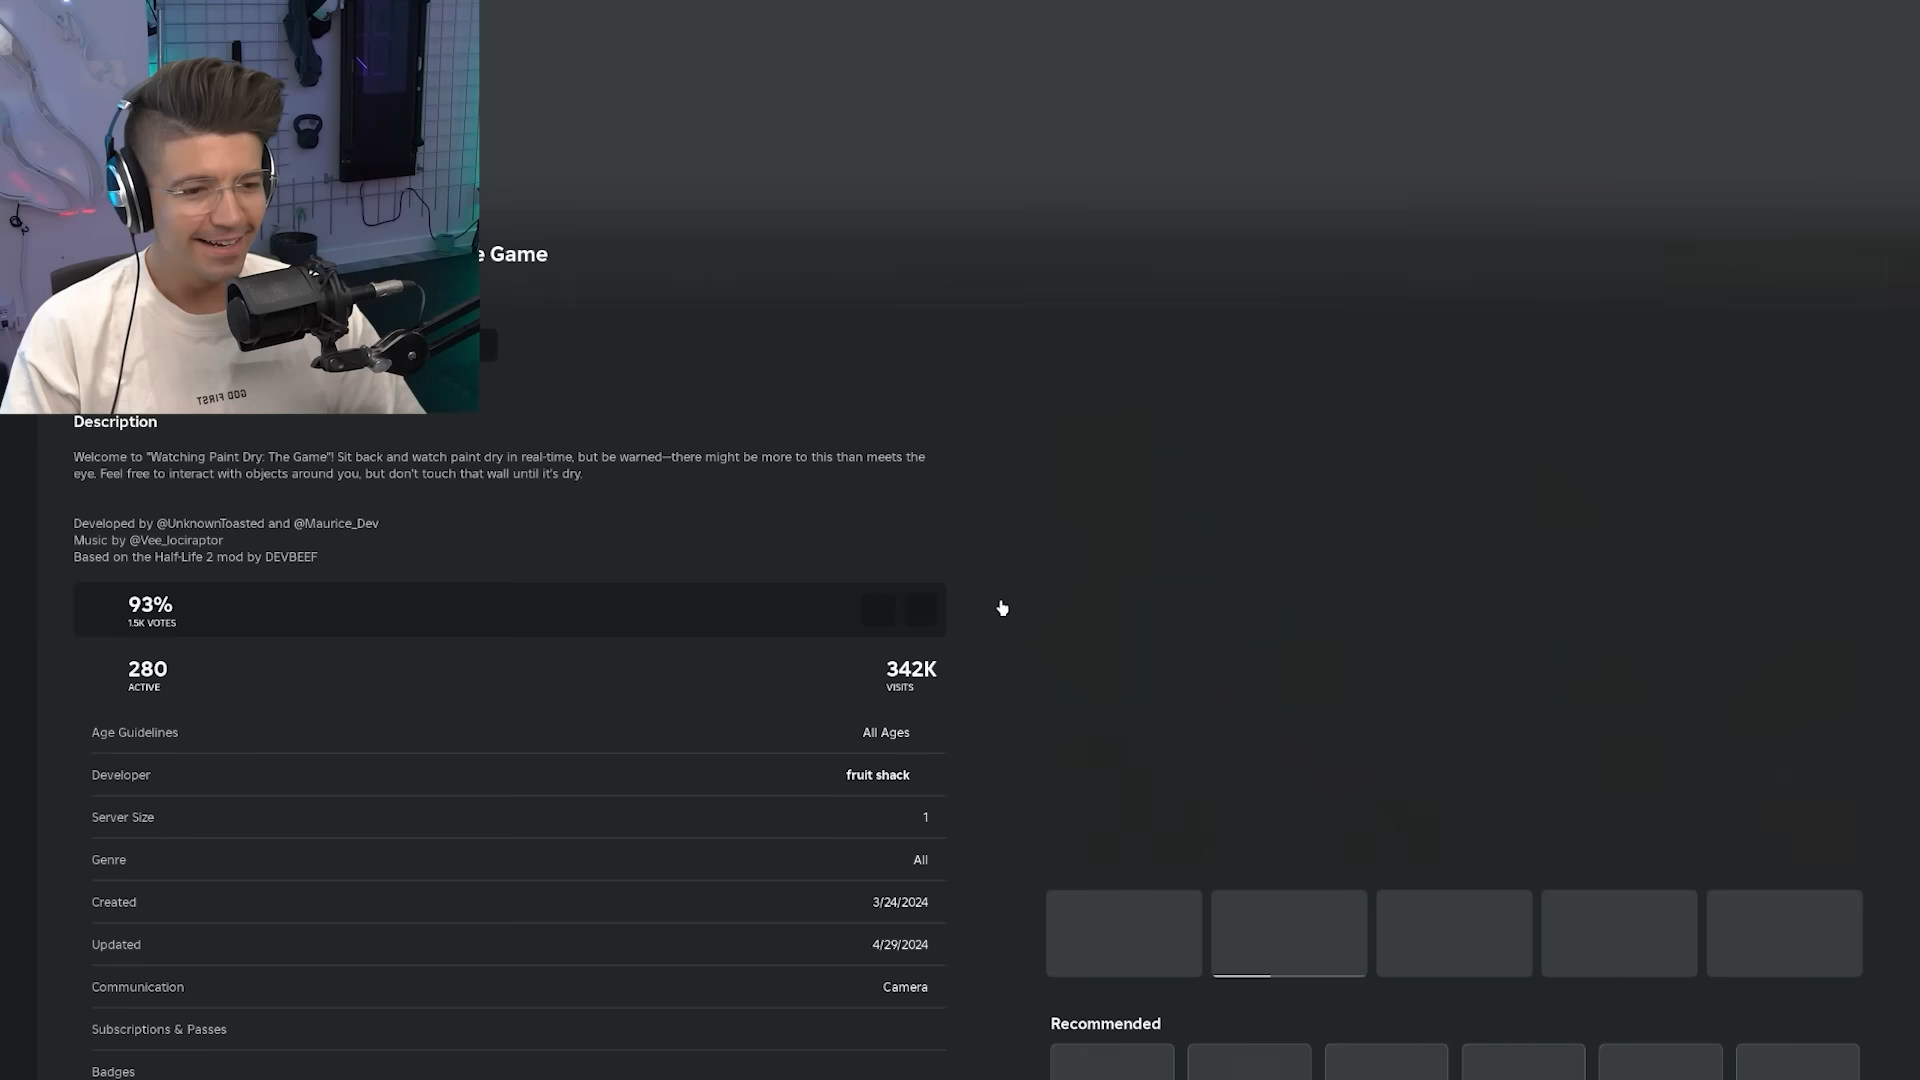 GOD FIRST
e Game
Description
Welcome to "Watching Paint Dry: The Game"! Sit back and watch paint dry in real-time, but be warned—there might be more to this than meets the
eye. Feel free to interact with objects around you, but don't touch that wall until it's dry.
Developed by @UnknownToasted and @Maurice_Dev
Music by @Vee_lociraptor
Based on the Half-Life 2 mod by DEVBEEF
93%
1.5K VOTES
280
ACTIVE
342K
VISITS
Age Guidelines All Ages
Developer fruit shack
Server Size 1
Genre All
Created 3/24/2024
Updated 4/29/2024
Communication Camera
Subscriptions & Passes
Badges
Recommended